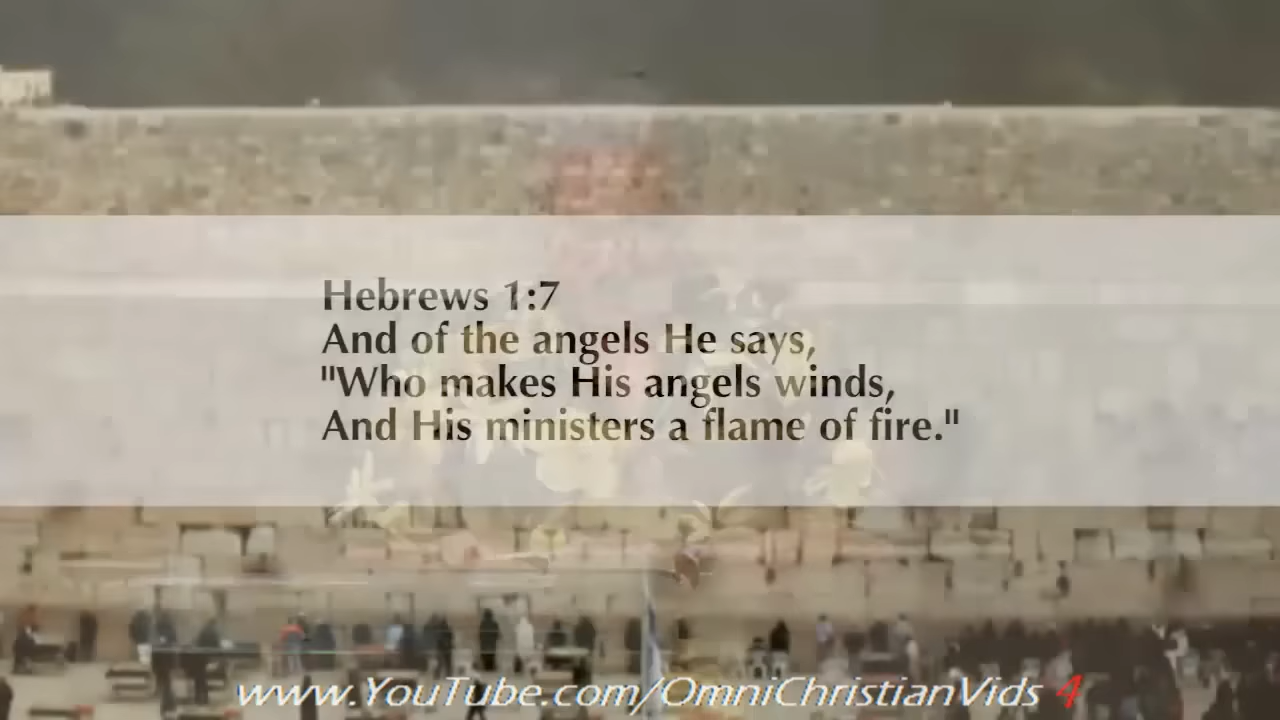 Hebrews 1:7
And of the angels He says,
"Who makes His angels winds,
And His ministers a flame of fire."
www.YouTube.com/OmniChristianVids 4